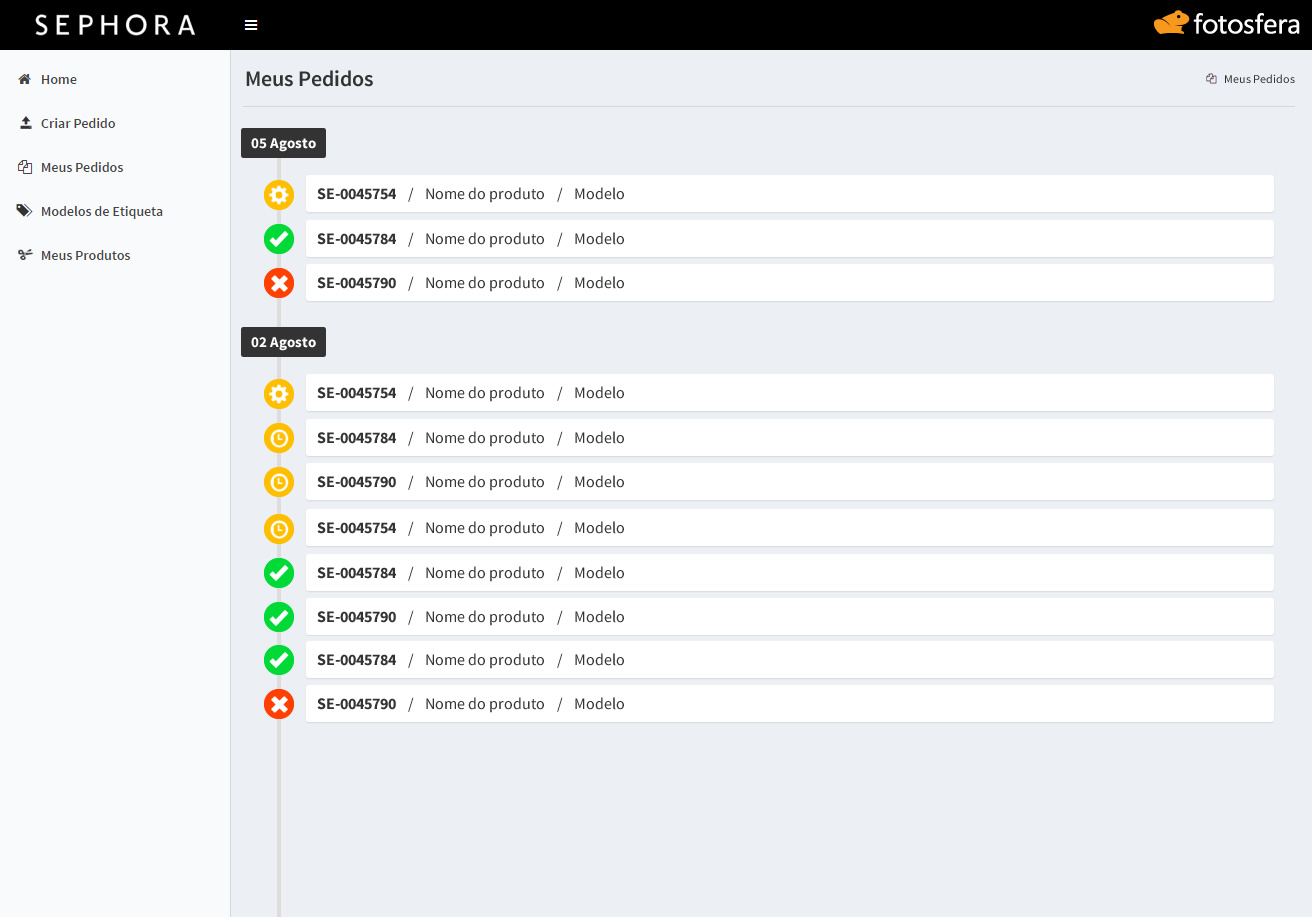 SEPHORA
fotosfera
Home
Criar Pedido
Meus Pedidos
Modelos de Etiqueta
Meus Produtos
Meus Pedidos
Meus Pedidos
05 Agosto
SE-0045754 / Nome do produto / Modelo
SE-0045784 / Nome do produto / Modelo
SE-0045790 / Nome do produto / Modelo
02 Agosto
SE-0045754 / Nome do produto / Modelo
SE-0045784 / Nome do produto / Modelo
SE-0045790 / Nome do produto / Modelo
SE-0045754 / Nome do produto / Modelo
SE-0045784 / Nome do produto / Modelo
SE-0045790 / Nome do produto / Modelo
SE-0045784 / Nome do produto / Modelo
SE-0045790 / Nome do produto / Modelo